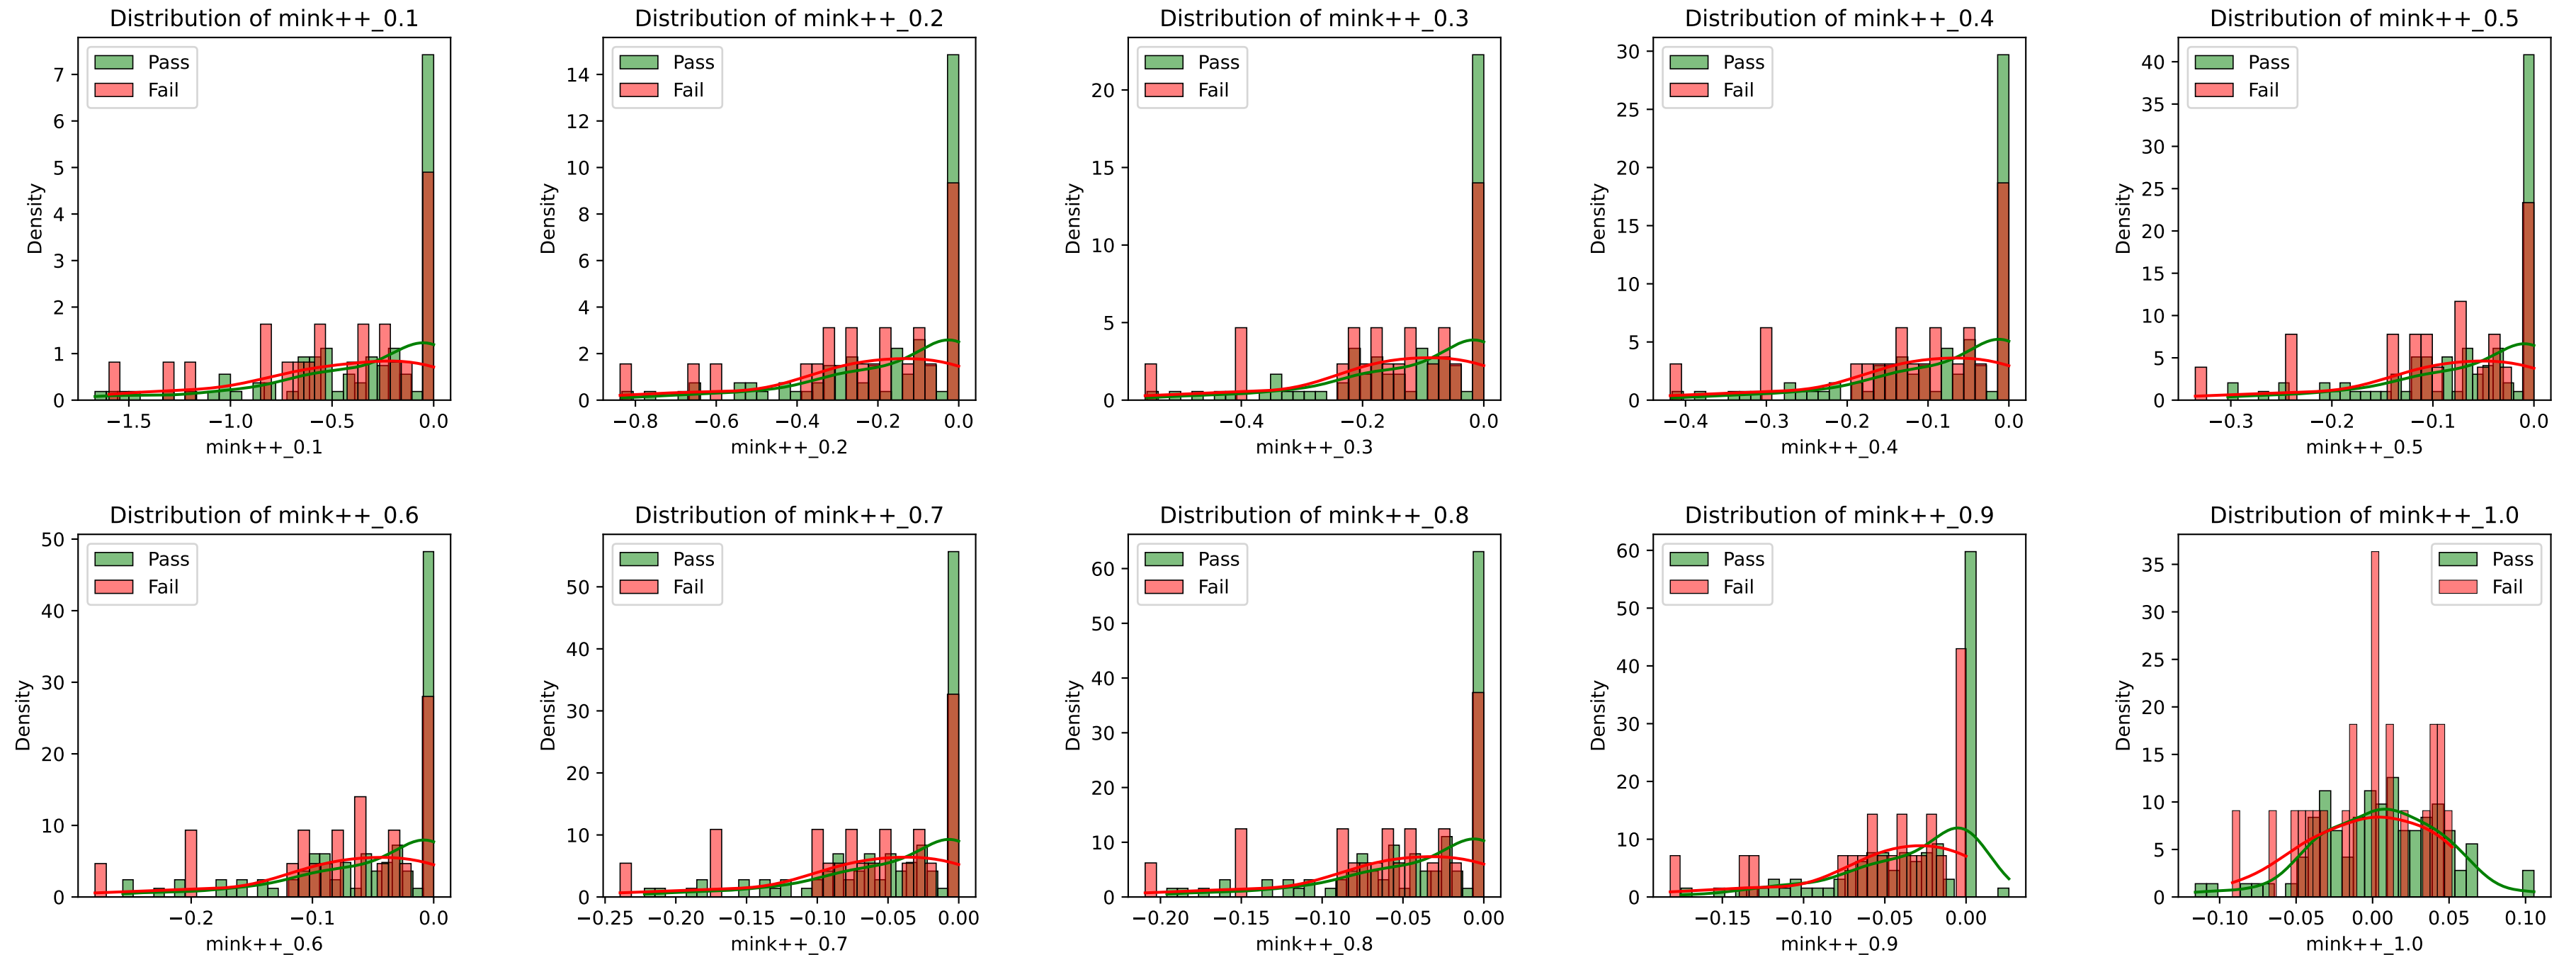 Distribution of mink++_0.1
Pass
Fail
Density
7
6
5
4
3
2
1
0
−1.5
−1.0
−0.5
0.0
mink++_0.1
Distribution of mink++_0.2
Pass
Fail
Density
14
12
10
8
6
4
2
0
−0.8
−0.6
−0.4
−0.2
0.0
mink++_0.2
Distribution of mink++_0.3
Pass
Fail
Density
20
15
10
5
0
−0.4
−0.2
0.0
mink++_0.3
Distribution of mink++_0.4
Pass
Fail
Density
30
25
20
15
10
5
0
−0.4
−0.3
−0.2
−0.1
0.0
mink++_0.4
Distribution of mink++_0.5
Pass
Fail
Density
40
35
30
25
20
15
10
5
0
−0.3
−0.2
−0.1
0.0
mink++_0.5
Distribution of mink++_0.6
Pass
Fail
Density
50
40
30
20
10
0
−0.2
−0.1
0.0
mink++_0.6
Distribution of mink++_0.7
Pass
Fail
Density
50
40
30
20
10
0
−0.25
−0.20
−0.15
−0.10
−0.05
0.00
mink++_0.7
Distribution of mink++_0.8
Pass
Fail
Density
60
50
40
30
20
10
0
−0.20
−0.15
−0.10
−0.05
0.00
mink++_0.8
Distribution of mink++_0.9
Pass
Fail
Density
60
50
40
30
20
10
0
−0.15
−0.10
−0.05
0.00
mink++_0.9
Distribution of mink++_1.0
Pass
Fail
Density
35
30
25
20
15
10
5
0
−0.10
−0.05
0.00
0.05
0.10
mink++_1.0